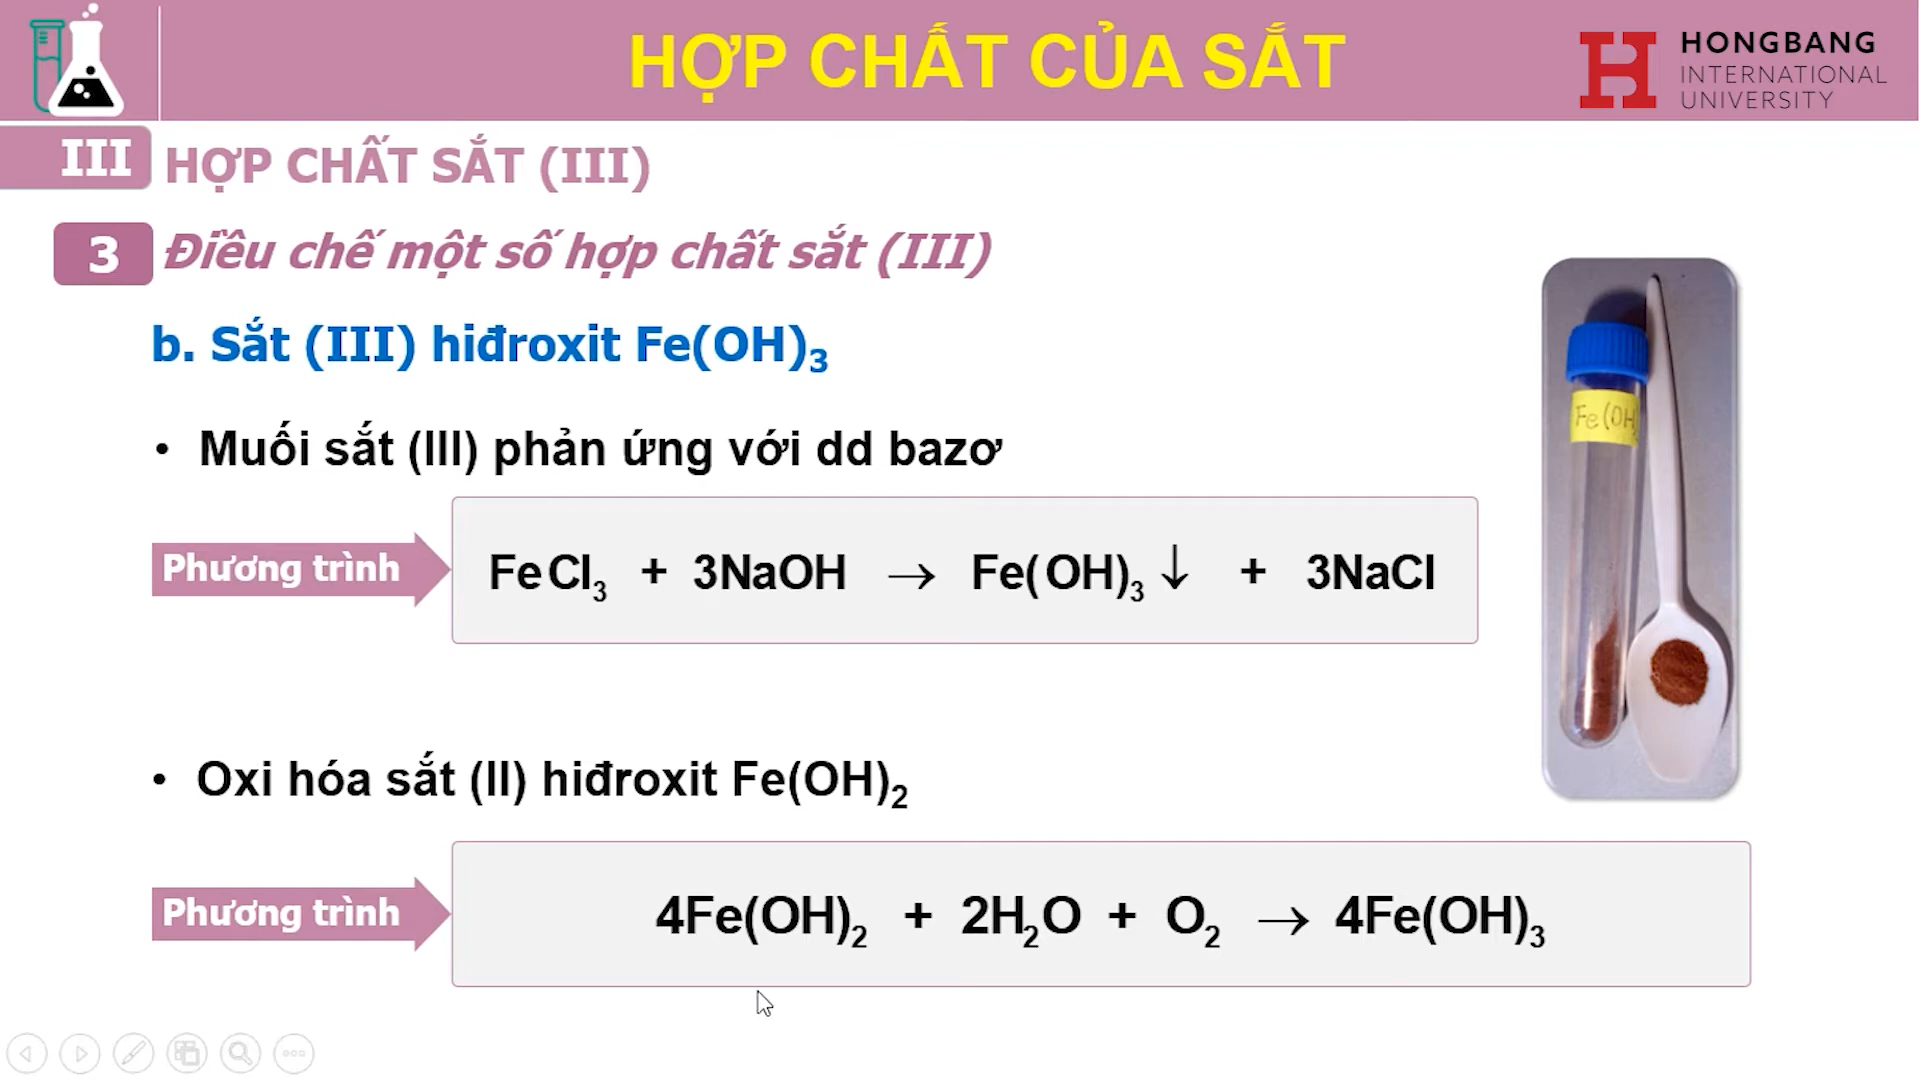 HỢP CHẤT CỦA SẮT
HONGBANG
INTERNATIONAL
UNIVERSITY
III HỢP CHẤT SẮT (III)
3 Điều chế một số hợp chất sắt (III)
b. Sắt (III) hiđroxit Fe(OH)₃
• Muối sắt (III) phản ứng với dd bazơ
Phương trình FeCl₃ + 3NaOH → Fe(OH)₃ ↓ + 3NaCl
• Oxi hóa sắt (II) hiđroxit Fe(OH)₂
Phương trình 4Fe(OH)₂ + 2H₂O + O₂ → 4Fe(OH)₃
Fe(OH)